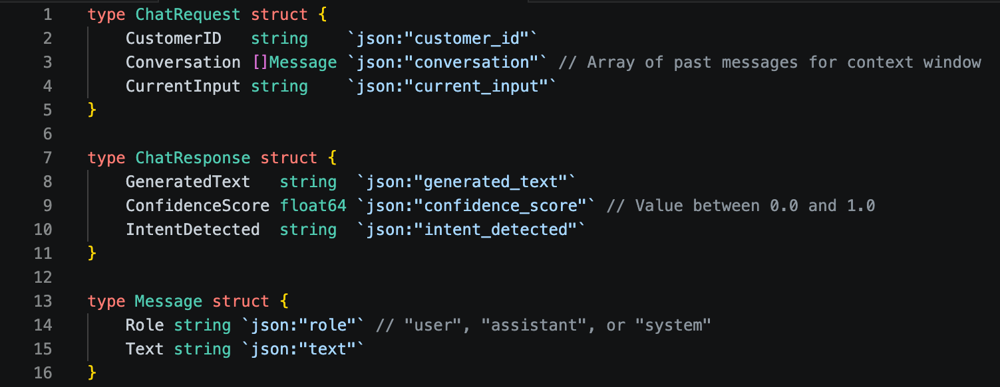 1 type ChatRequest struct {
2     CustomerID   string    `json:"customer_id"`
3     Conversation []Message `json:"conversation"` // Array of past messages for context window
4     CurrentInput string    `json:"current_input"`
5 }
6
7 type ChatResponse struct {
8     GeneratedText   string  `json:"generated_text"`
9     ConfidenceScore float64 `json:"confidence_score"` // Value between 0.0 and 1.0
10     IntentDetected  string  `json:"intent_detected"`
11 }
12
13 type Message struct {
14     Role string `json:"role"` // "user", "assistant", or "system"
15     Text string `json:"text"`
16 }